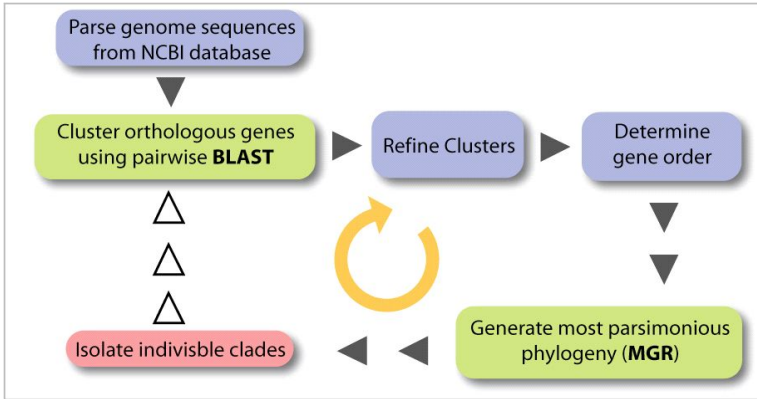 Parse genome sequences
from NCBI database
Cluster orthologous genes
using pairwise BLAST
Refine Clusters
Determine
gene order
Generate most parsimonious
phylogeny (MGR)
Isolate indivisble clades